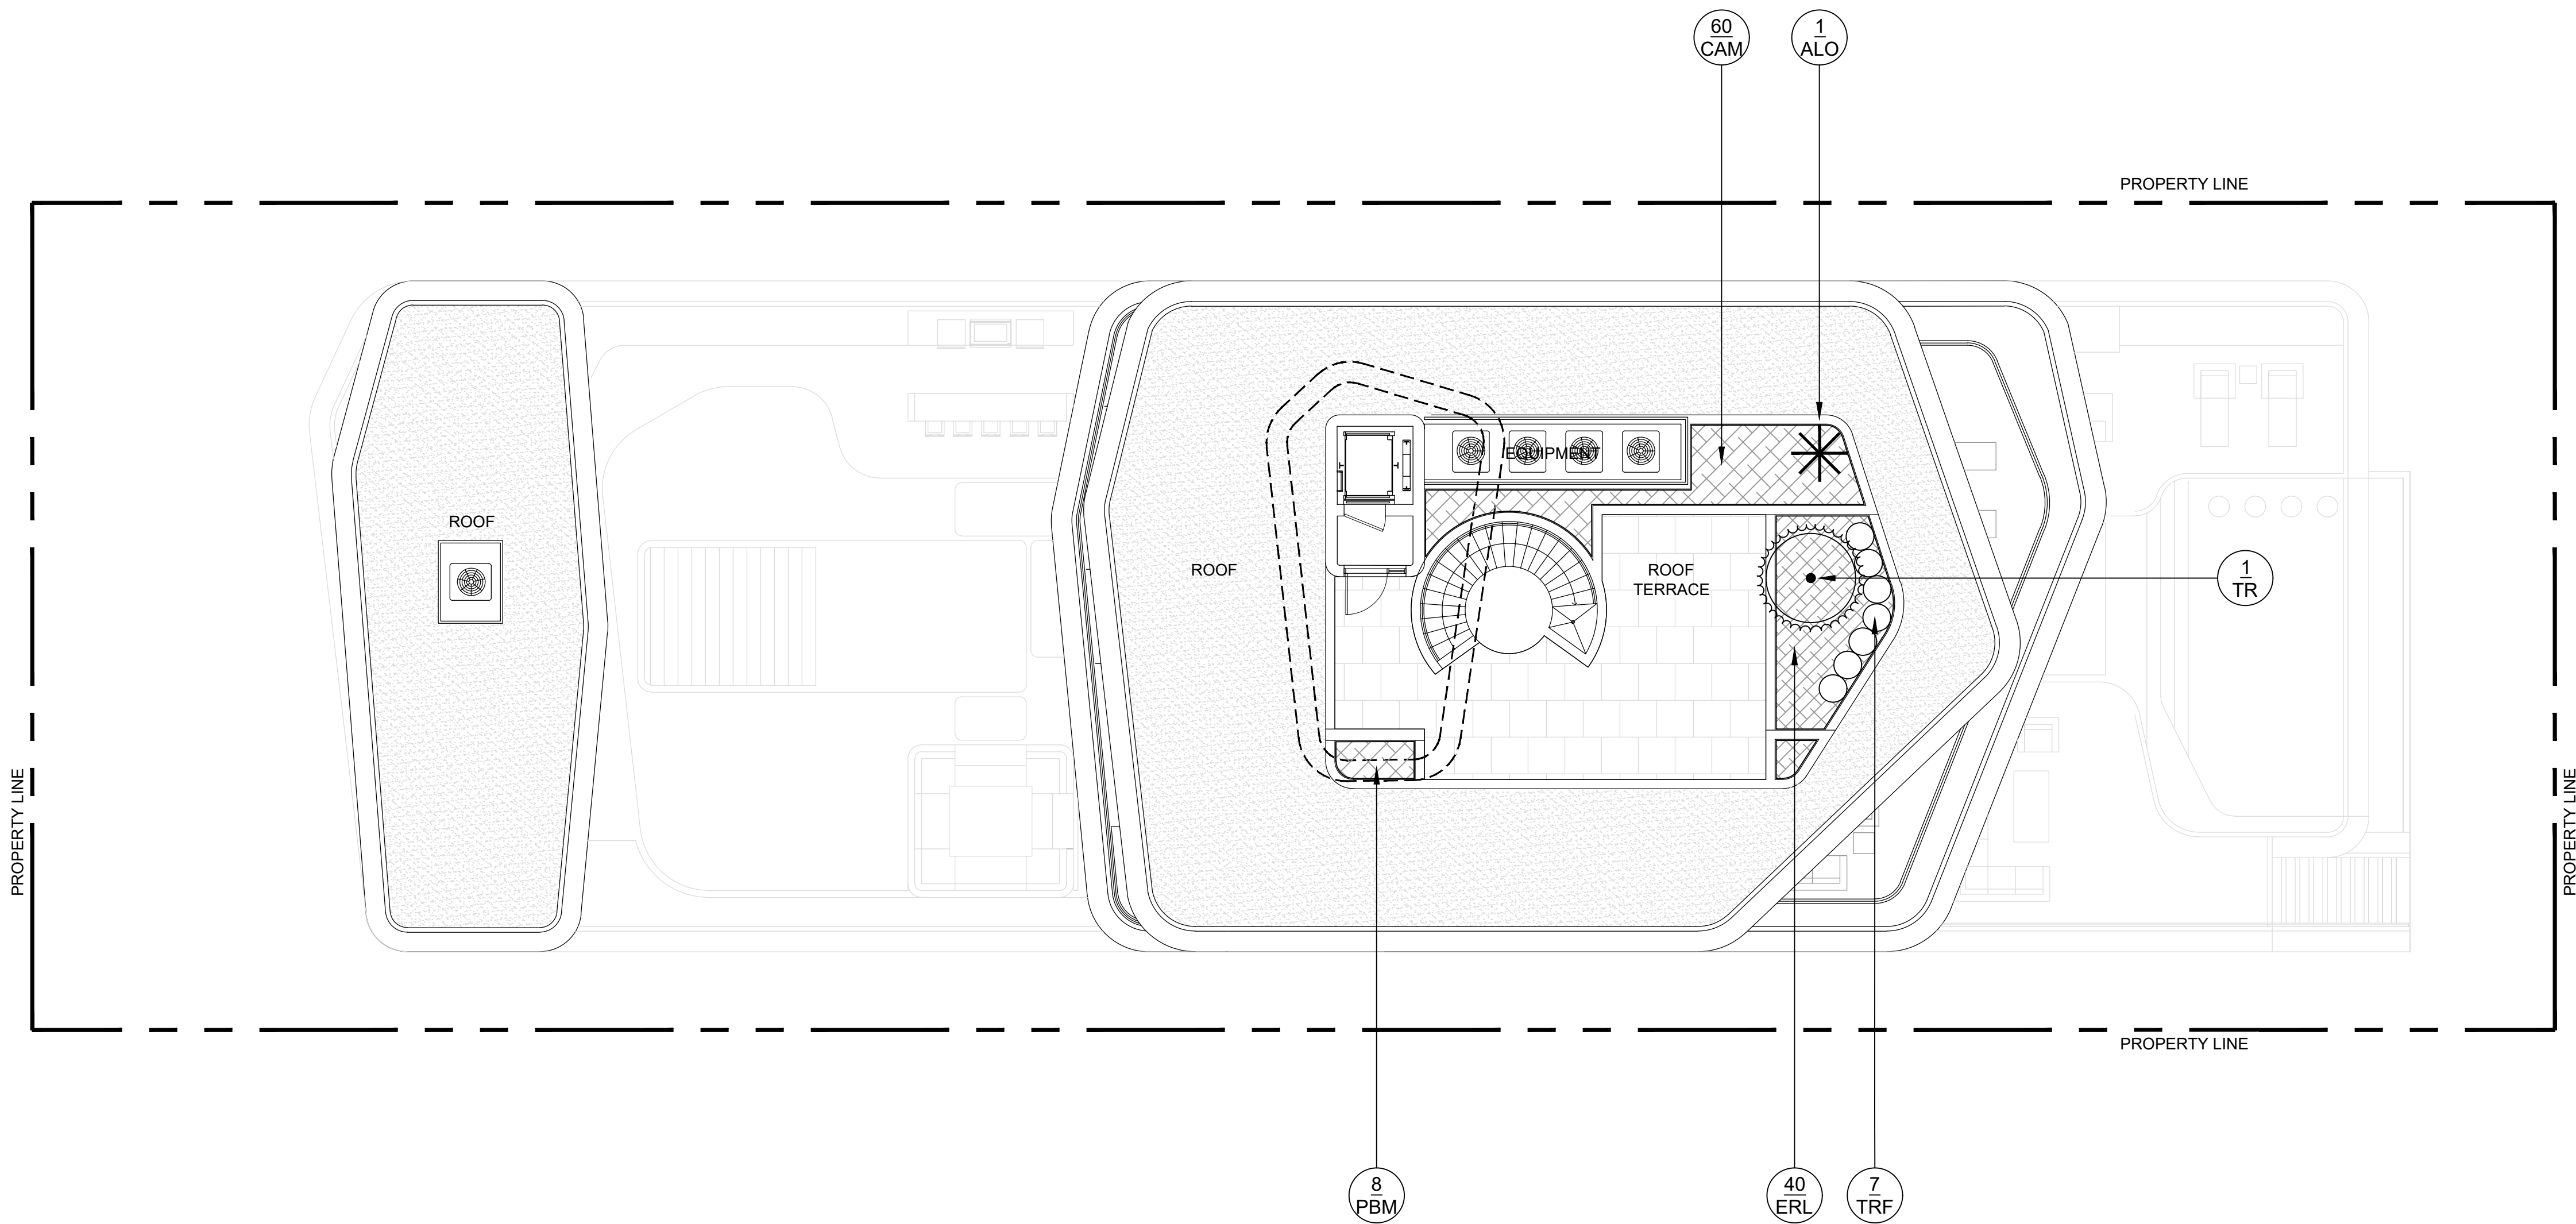 60
CAM
1
ALO
PROPERTY LINE
EQUIPMENT
ROOF
ROOF
ROOF
TERRACE
1
TR
PROPERTY LINE
PROPERTY LINE
PROPERTY LINE
8
PBM
40
ERL
7
TRF